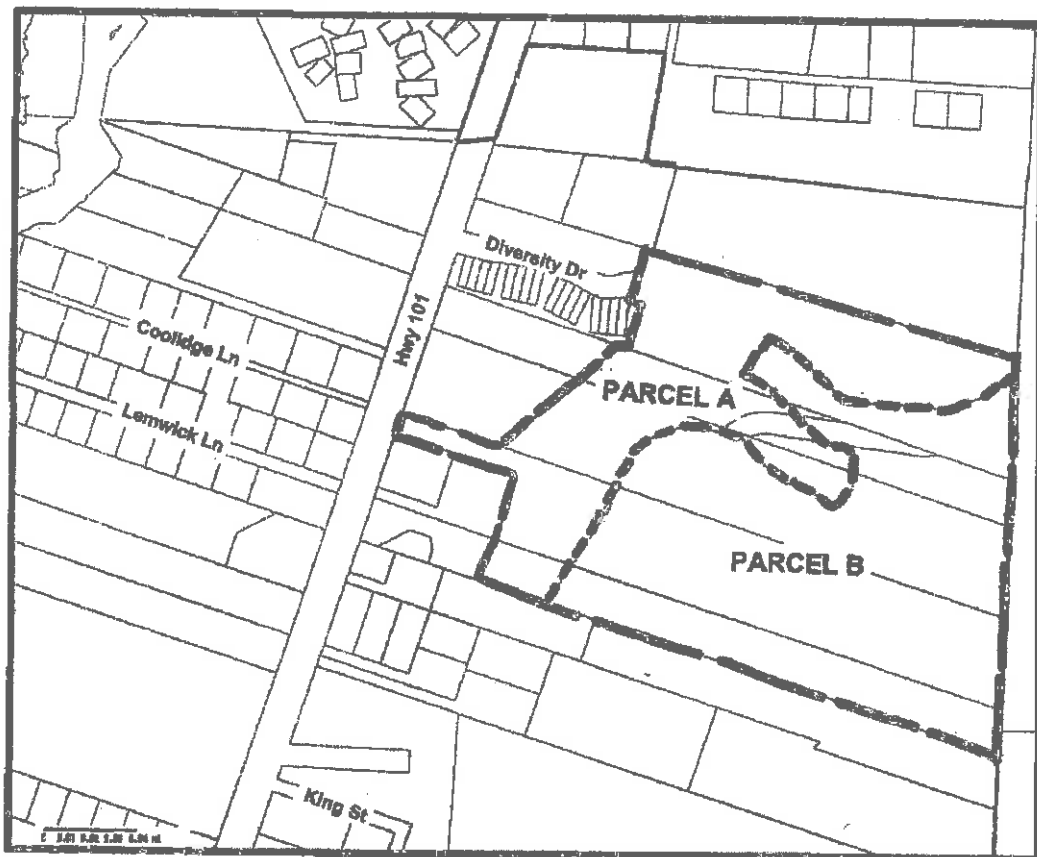 Diversity Dr
Hwy 101
Coolidge Ln
Lemwick Ln
PARCEL A
PARCEL B
King St